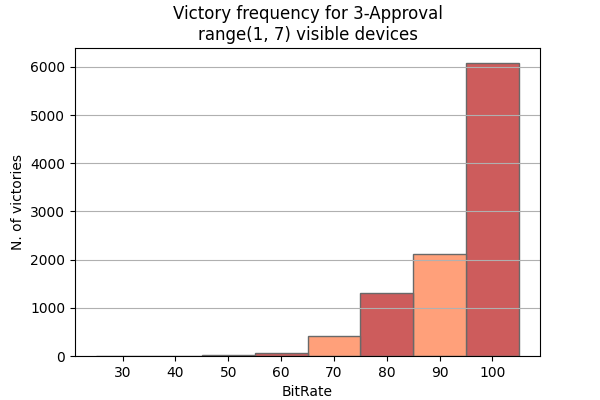 Victory frequency for 3-Approval
range(1, 7) visible devices
6000
5000
4000
3000
2000
1000
0
N. of victories
30 40 50 60 70 80 90 100
BitRate